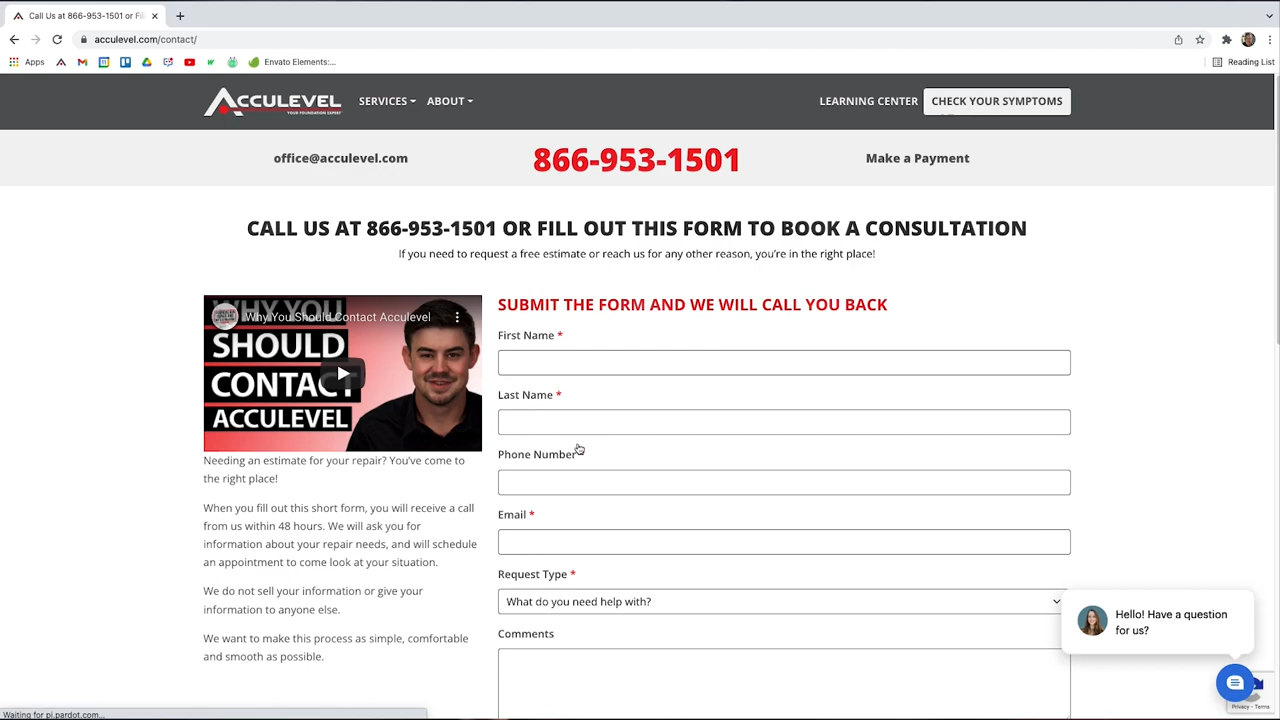 Call Us at 866-953-1501 or Fil
acculevel.com/contact/
Apps
Envato Elements:...
Reading List
ACCULEVEL
YOUR FOUNDATION EXPERT
SERVICES
ABOUT
LEARNING CENTER
CHECK YOUR SYMPTOMS
office@acculevel.com
866-953-1501
Make a Payment
CALL US AT 866-953-1501 OR FILL OUT THIS FORM TO BOOK A CONSULTATION
If you need to request a free estimate or reach us for any other reason, you're in the right place!
Why You Should Contact Acculevel
WHY YOU
SHOULD
CONTACT
ACCULEVEL
Needing an estimate for your repair? You've come to
the right place!
When you fill out this short form, you will receive a call
from us within 48 hours. We will ask you for
information about your repair needs, and will schedule
an appointment to come look at your situation.
We do not sell your information or give your
information to anyone else.
We want to make this process as simple, comfortable
and smooth as possible.
SUBMIT THE FORM AND WE WILL CALL YOU BACK
First Name *
Last Name *
Phone Number
Email *
Request Type *
What do you need help with?
Comments
Hello! Have a question
for us?
Privacy - Terms
Waiting for pi.pardot.com...